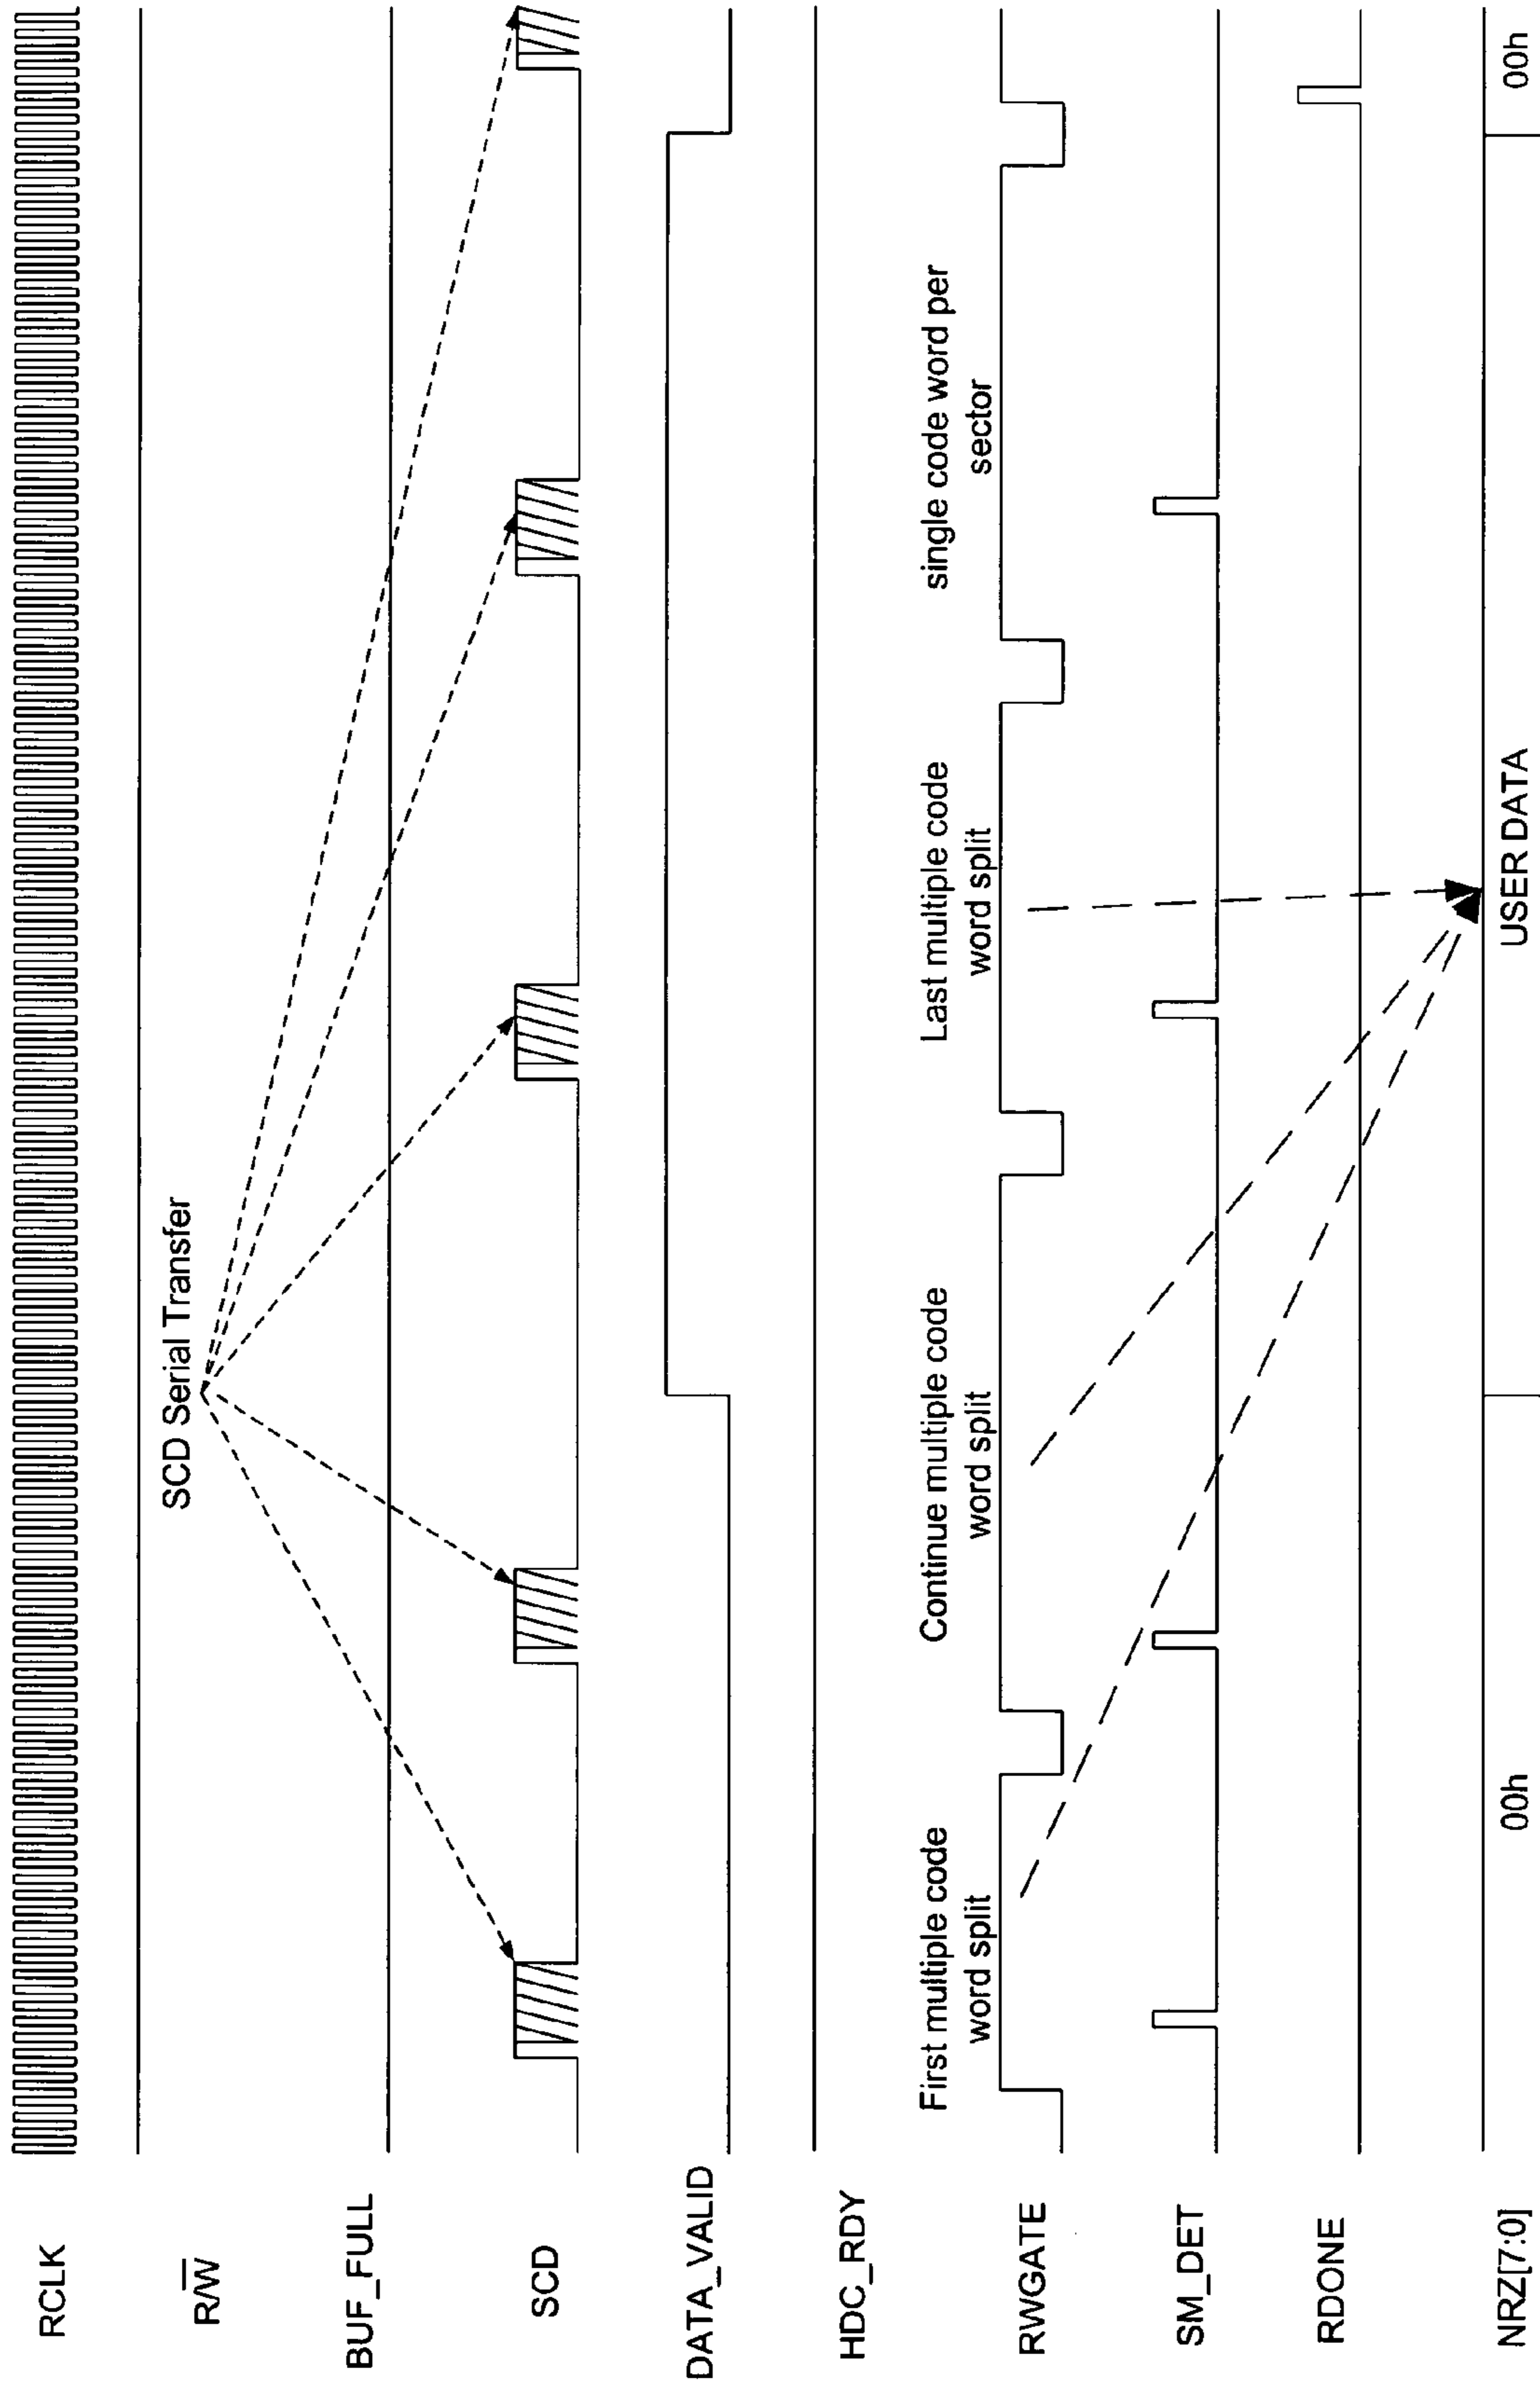 RCLK
R/W̅
SCD Serial Transfer
BUF_FULL
SCD
DATA_VALID
HDC_RDY
First multiple code
word split
Continue multiple code
word split
Last multiple code
word split
single code word per
sector
RWGATE
SM_DET
RDONE
NRZ[7:0]
00h
USER DATA
00h